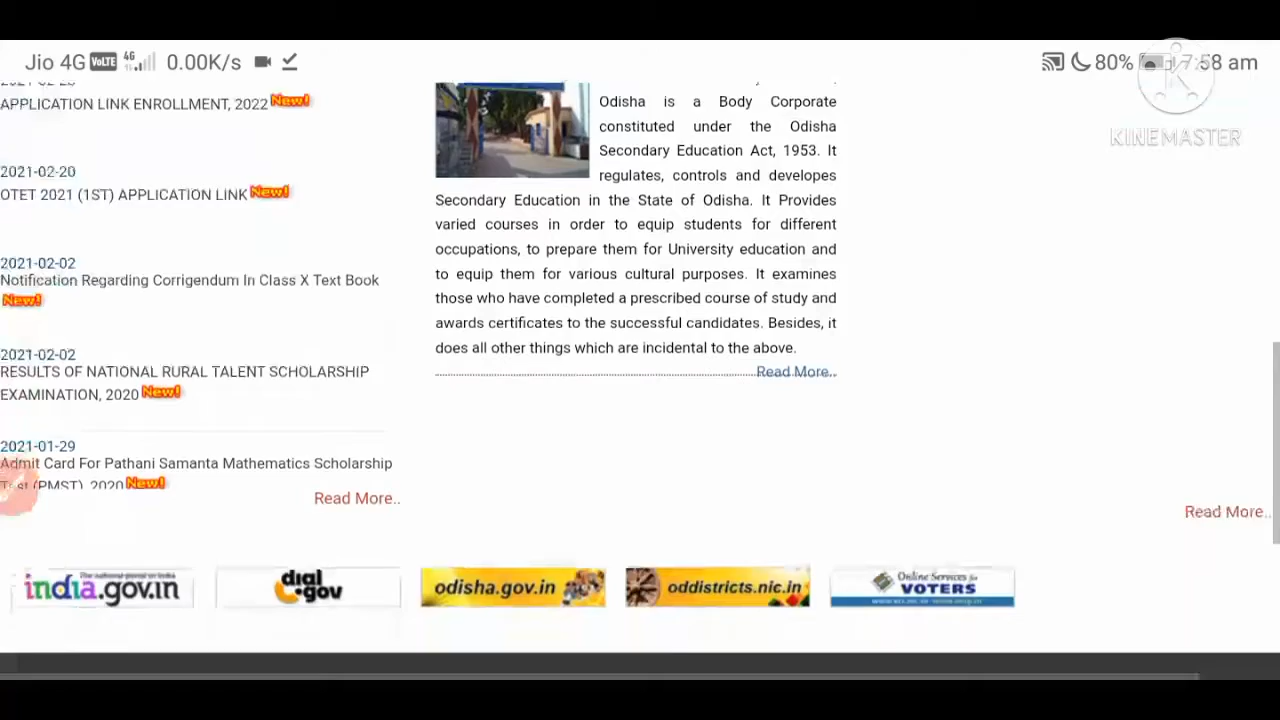 Jio 4G VoLTE 4G 0.00K/s
80% 7:58 am
KINEMASTER
APPLICATION LINK ENROLLMENT, 2022 New!
2021-02-20
OTET 2021 (1ST) APPLICATION LINK New!
2021-02-02
Notification Regarding Corrigendum In Class X Text Book
New!
2021-02-02
RESULTS OF NATIONAL RURAL TALENT SCHOLARSHIP
EXAMINATION, 2020 New!
2021-01-29
Admit Card For Pathani Samanta Mathematics Scholarship
Test (PMST), 2020 New!
Read More..
Odisha is a Body Corporate
constituted under the Odisha
Secondary Education Act, 1953. It
regulates, controls and developes
Secondary Education in the State of Odisha. It Provides
varied courses in order to equip students for different
occupations, to prepare them for University education and
to equip them for various cultural purposes. It examines
those who have completed a prescribed course of study and
awards certificates to the successful candidates. Besides, it
does all other things which are incidental to the above.
Read More..
Read More..
The national portal of India
india.gov.in
dial
.gov
odisha.gov.in
oddistricts.nic.in
Online Services for
VOTERS